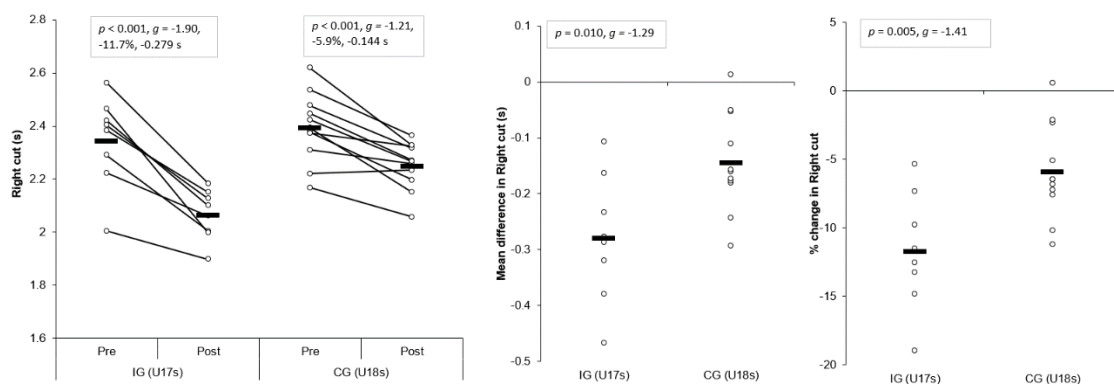 p < 0.001, g = -1.90,
-11.7%, -0.279 s
p < 0.001, g = -1.21,
-5.9%, -0.144 s
Right cut (s)
2.8
2.6
2.4
2.2
2
1.8
1.6
Pre
Post
Pre
Post
IG (U17s)
CG (U18s)
p = 0.010, g = -1.29
Mean difference in Right cut (s)
0.1
0
-0.1
-0.2
-0.3
-0.4
-0.5
IG (U17s)
CG (U18s)
p = 0.005, g = -1.41
% change in Right cut
5
0
-5
-10
-15
-20
IG (U17s)
CG (U18s)